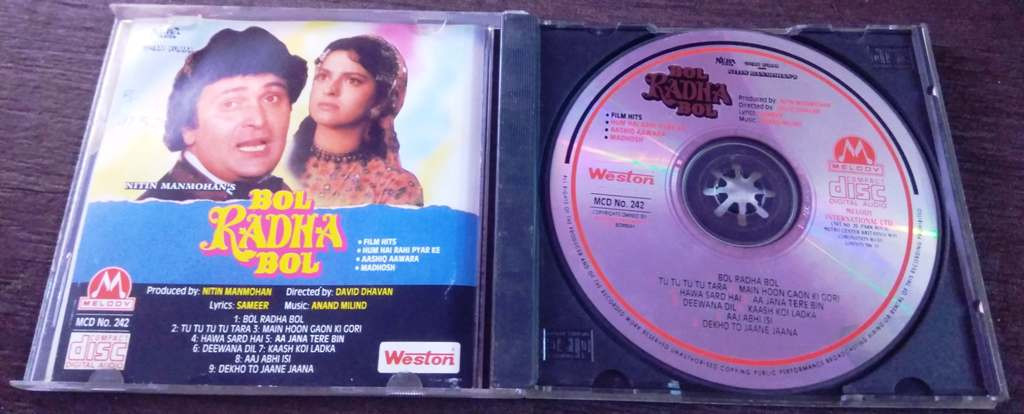 NITIN MANMOHAN'S
BOL
RADHA
BOL
• FILM HITS
• HUM HAI RAHI PYAR KE
• AASHIQ AAWARA
• MADHOSH
M
MELODY
MCD No. 242
COMPACT
disc
DIGITAL AUDIO
Produced by: NITIN MANMOHAN Directed by: DAVID DHAVAN
Lyrics: SAMEER Music: ANAND MILIND
1: BOL RADHA BOL
2: TU TU TU TU TARA 3: MAIN HOON GAON KI GORI
4: HAWA SARD HAI 5: AA JANA TERE BIN
6: DEEWANA DIL 7: KAASH KOI LADKA
8: AAJ ABHI ISI
9: DEKHO TO JAANE JAANA
Weston
NITIN MANMOHAN'S
BOL
RADHA
BOL
Produced by: NITIN MANMOHAN
Directed by:
Lyrics:
Music:
• FILM HITS
• HUM HAI RAHI PYAR KE
• AASHIQ AAWARA
• MADHOSH
Weston
MCD No. 242
M
MELODY
COMPACT
disc
DIGITAL AUDIO
MELODY
INTERNATIONAL LTD
BOL RADHA BOL
TU TU TU TU TARA MAIN HOON GAON KI GORI
HAWA SARD HAI AA JANA TERE BIN
DEEWANA DIL KAASH KOI LADKA
AAJ ABHI ISI
DEKHO TO JAANE JAANA